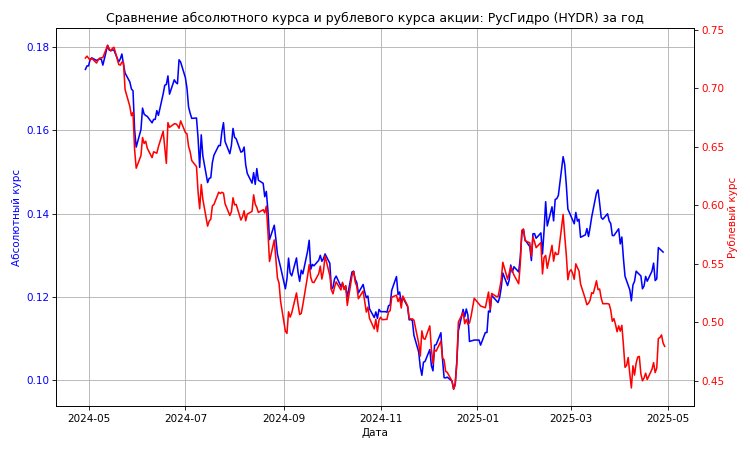 Сравнение абсолютного курса и рублевого курса акции: РусГидро (HYDR) за год
0.18
0.16
0.14
0.12
0.10
Абсолютный курс
0.75
0.70
0.65
0.60
0.55
0.50
0.45
Рублевый курс
2024-05 2024-07 2024-09 2024-11 2025-01 2025-03 2025-05
Дата